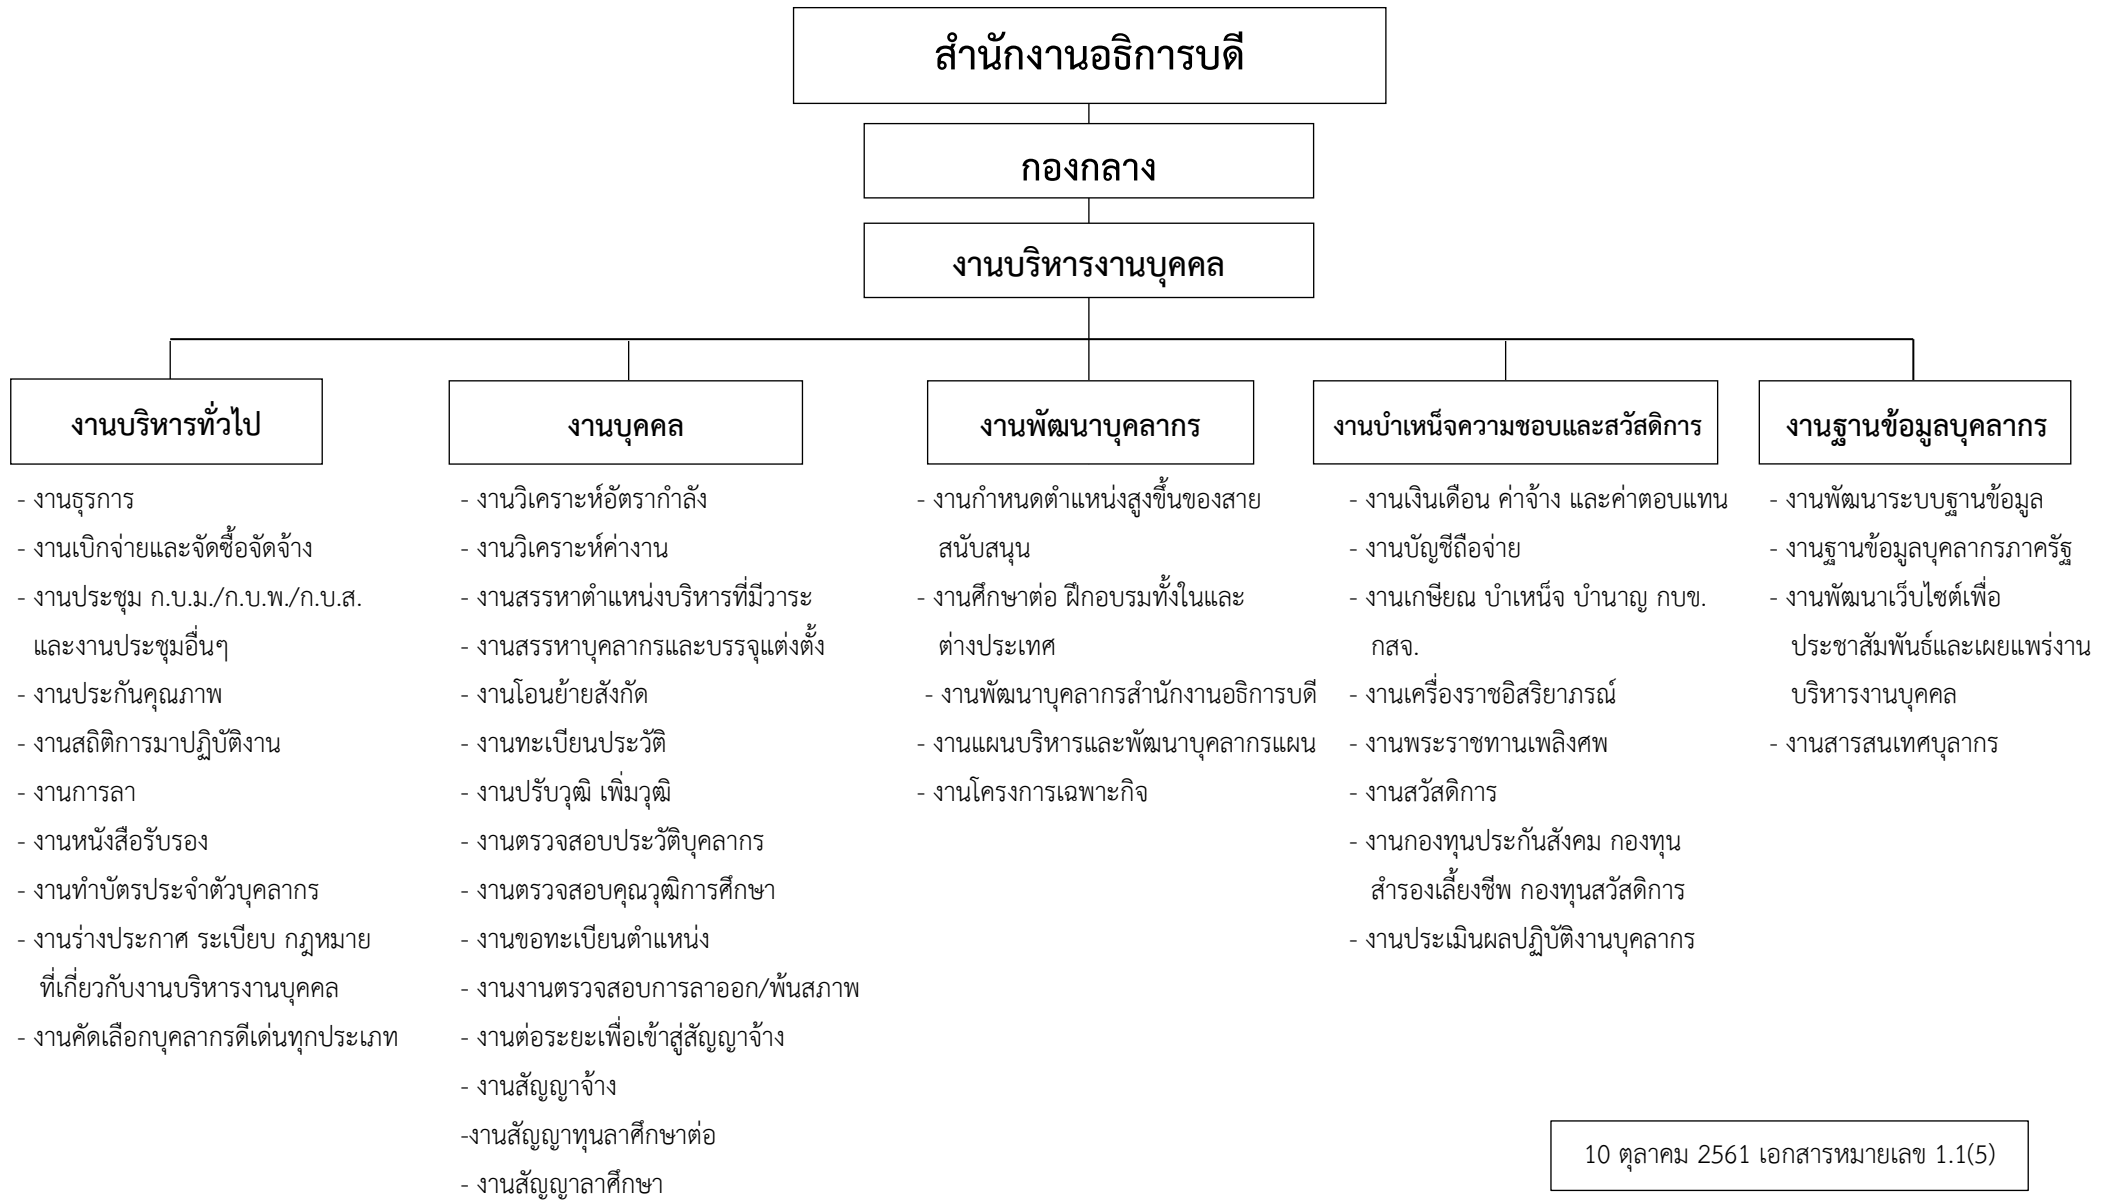 สำนักงานอธิการบดี
กองกลาง
งานบริหารงานบุคคล
งานบริหารทั่วไป
- งานธุรการ
- งานเบิกจ่ายและจัดซื้อจัดจ้าง
- งานประชุม ก.บ.ม./ก.บ.พ./ก.บ.ส.
และงานประชุมอื่นๆ
- งานประกันคุณภาพ
- งานสถิติการมาปฏิบัติงาน
- งานการลา
- งานหนังสือรับรอง
- งานทำบัตรประจำตัวบุคลากร
- งานร่างประกาศ ระเบียบ กฎหมาย
ที่เกี่ยวกับงานบริหารงานบุคคล
- งานคัดเลือกบุคลากรดีเด่นทุกประเภท
งานบุคคล
- งานวิเคราะห์อัตรากำลัง
- งานวิเคราะห์ค่างาน
- งานสรรหาตำแหน่งบริหารที่มีวาระ
- งานสรรหาบุคลากรและบรรจุแต่งตั้ง
- งานโอนย้ายสังกัด
- งานทะเบียนประวัติ
- งานปรับวุฒิ เพิ่มวุฒิ
- งานตรวจสอบประวัติบุคลากร
- งานตรวจสอบคุณวุฒิการศึกษา
- งานขอทะเบียนตำแหน่ง
- งานงานตรวจสอบการลาออก/พ้นสภาพ
- งานต่อระยะเพื่อเข้าสู่สัญญาจ้าง
- งานสัญญาจ้าง
-งานสัญญาทุนลาศึกษาต่อ
- งานสัญญาลาศึกษา
งานพัฒนาบุคลากร
- งานกำหนดตำแหน่งสูงขึ้นของสาย
สนับสนุน
- งานศึกษาต่อ ฝึกอบรมทั้งในและ
ต่างประเทศ
- งานพัฒนาบุคลากรสำนักงานอธิการบดี
- งานแผนบริหารและพัฒนาบุคลากรแผน
- งานโครงการเฉพาะกิจ
งานบำเหน็จความชอบและสวัสดิการ
- งานเงินเดือน ค่าจ้าง และค่าตอบแทน
- งานบัญชีถือจ่าย
- งานเกษียณ บำเหน็จ บำนาญ กบข.
กสจ.
- งานเครื่องราชอิสริยาภรณ์
- งานพระราชทานเพลิงศพ
- งานสวัสดิการ
- งานกองทุนประกันสังคม กองทุน
สำรองเลี้ยงชีพ กองทุนสวัสดิการ
- งานประเมินผลปฏิบัติงานบุคลากร
งานฐานข้อมูลบุคลากร
- งานพัฒนาระบบฐานข้อมูล
- งานฐานข้อมูลบุคลากรภาครัฐ
- งานพัฒนาเว็บไซต์เพื่อ
ประชาสัมพันธ์และเผยแพร่งาน
บริหารงานบุคคล
- งานสารสนเทศบุลากร
10 ตุลาคม 2561 เอกสารหมายเลข 1.1(5)